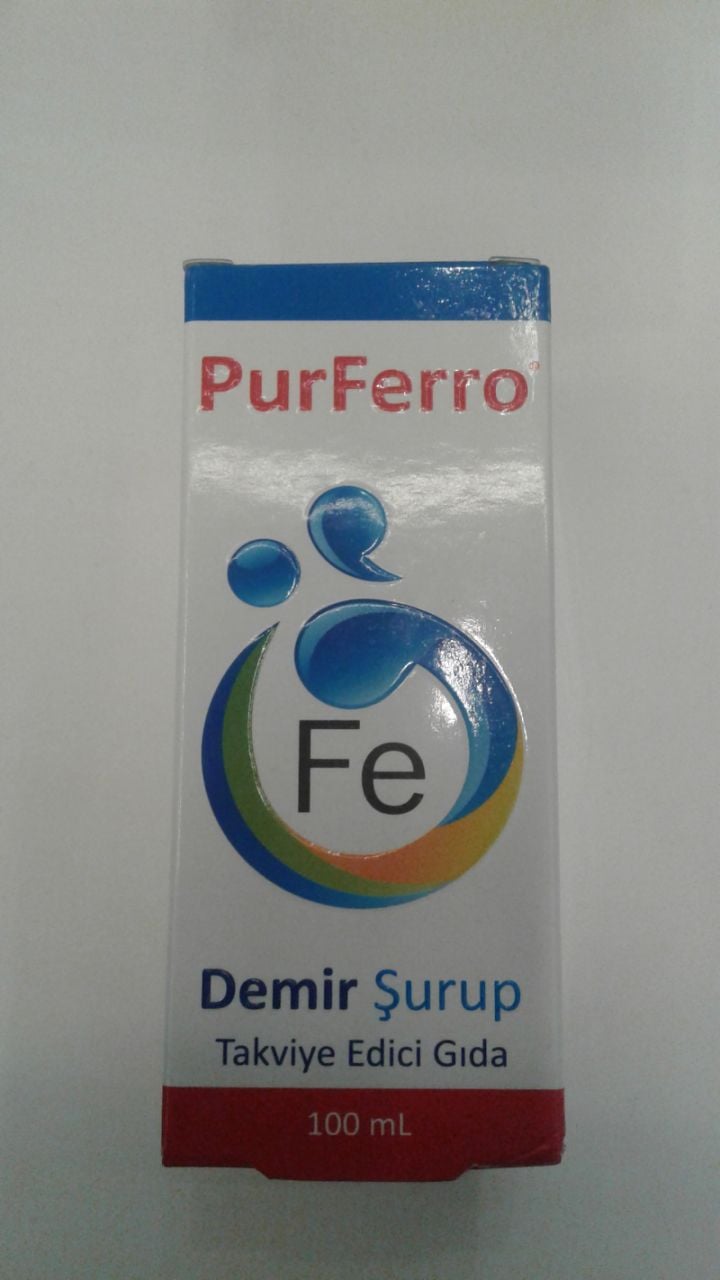 PurFerro®
Fe
Demir Şurup
Takviye Edici Gıda
100 mL